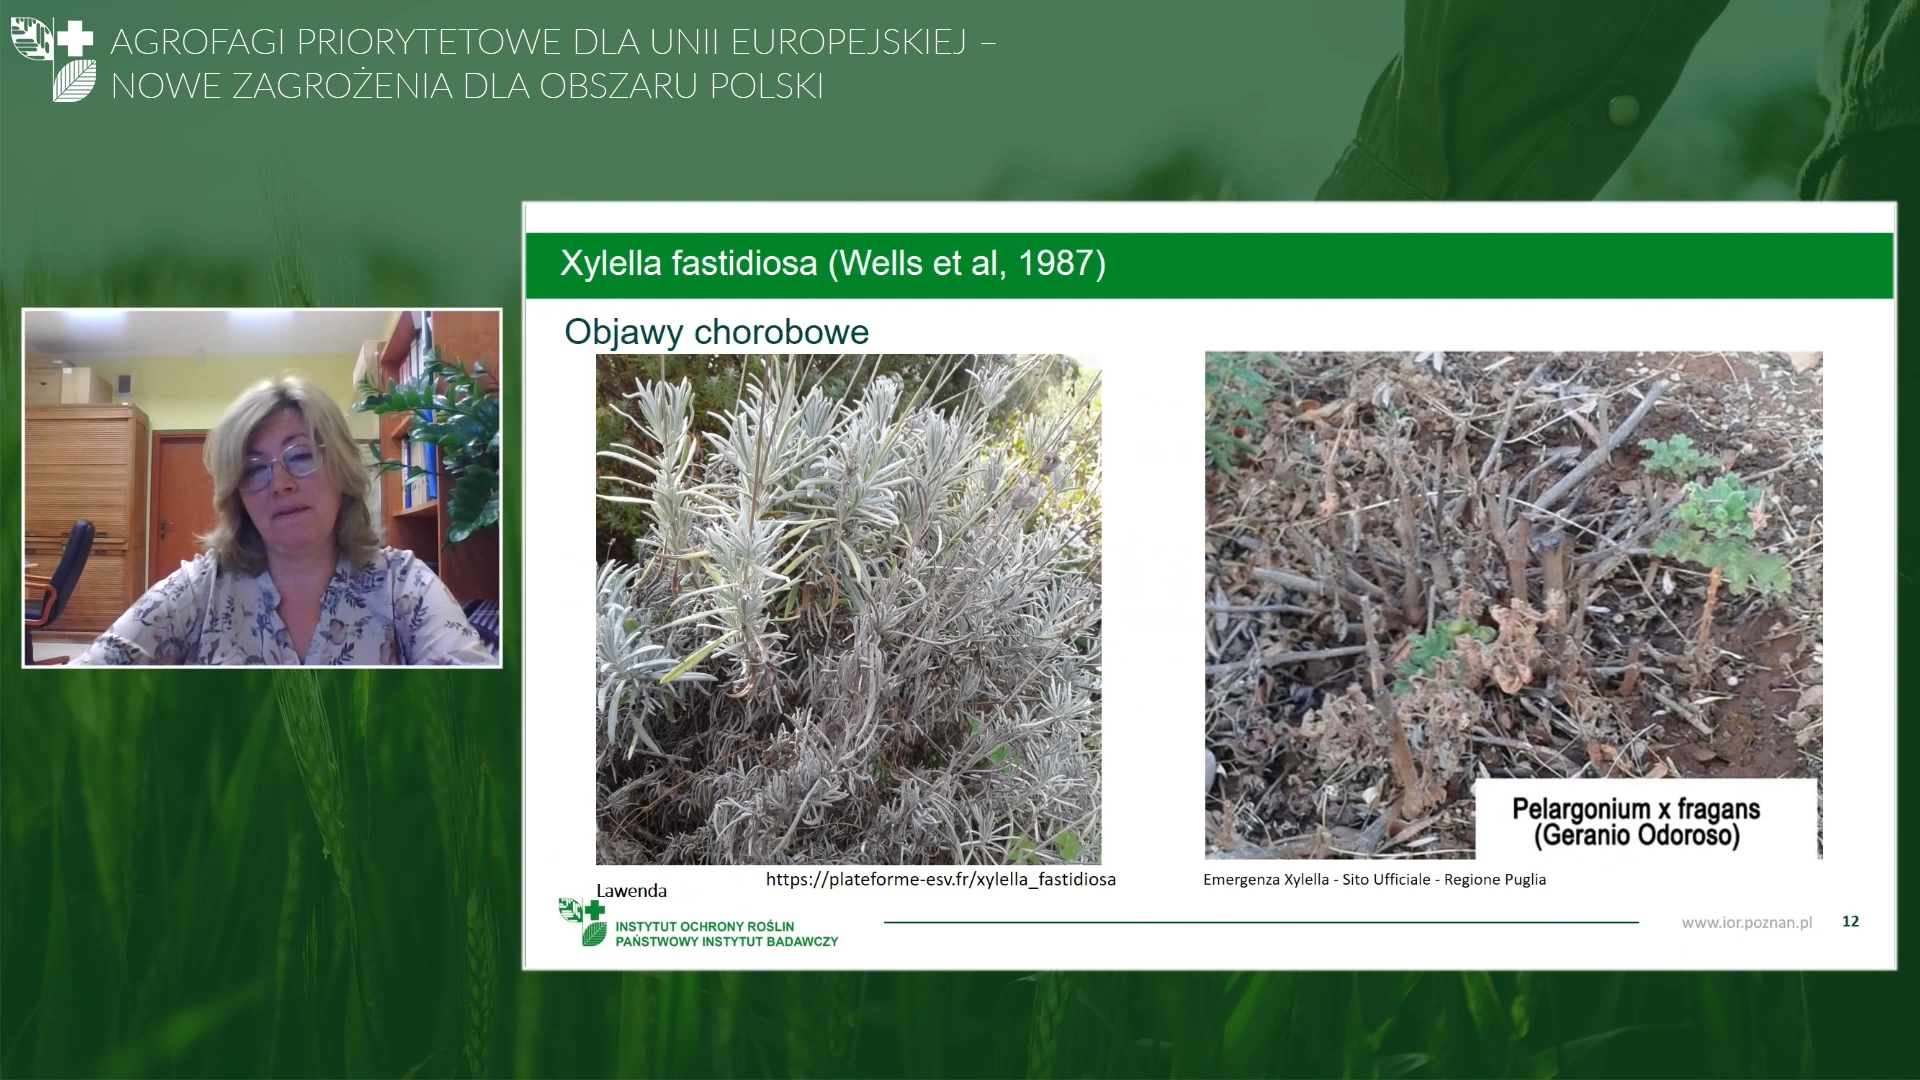 AGROFAGI PRIORYTETOWE DLA UNII EUROPEJSKIEJ –
NOWE ZAGROŻENIA DLA OBSZARU POLSKI
Xylella fastidiosa (Wells et al, 1987)
Objawy chorobowe
Pelargonium x fragans
(Geranio Odoroso)
Lawenda
https://plateforme-esv.fr/xylella_fastidiosa
Emergenza Xylella - Sito Ufficiale - Regione Puglia
INSTYTUT OCHRONY ROŚLIN
PAŃSTWOWY INSTYTUT BADAWCZY
www.ior.poznan.pl
12